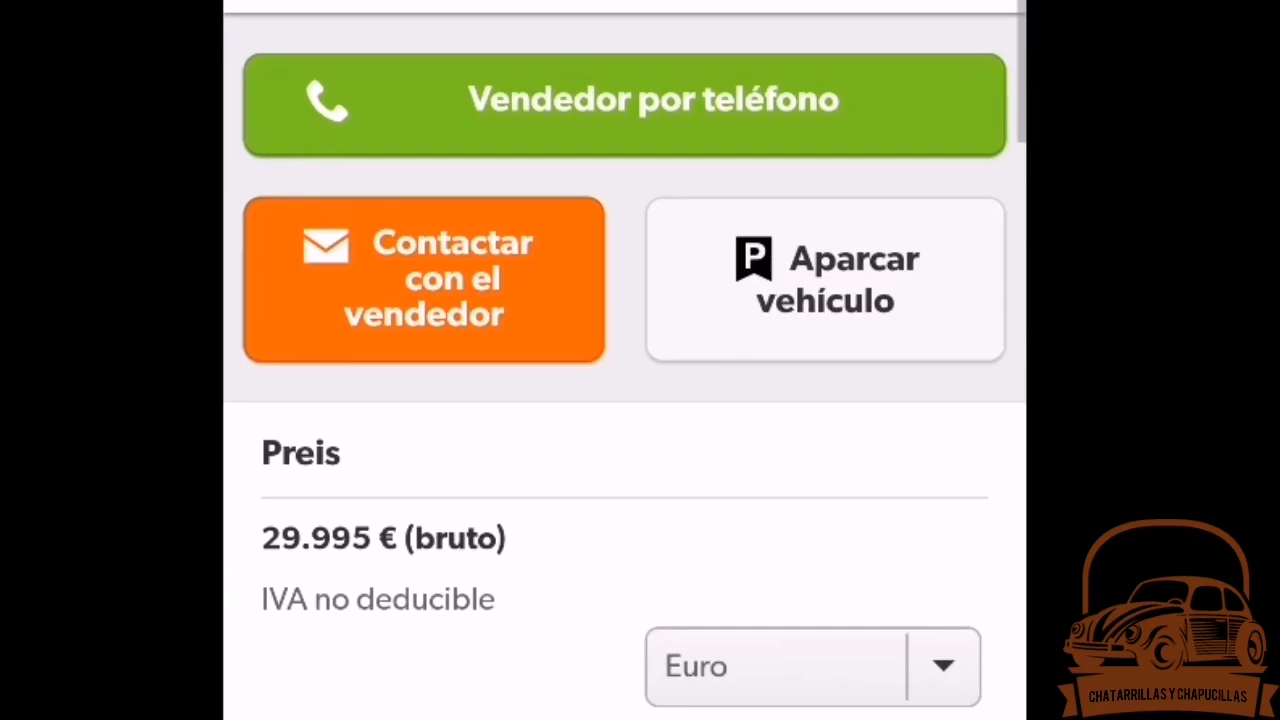 Vendedor por teléfono
Contactar
con el
vendedor
P Aparcar
vehículo
Preis
29.995 € (bruto)
IVA no deducible
Euro
CHATARRILLAS Y CHAPUCILLAS